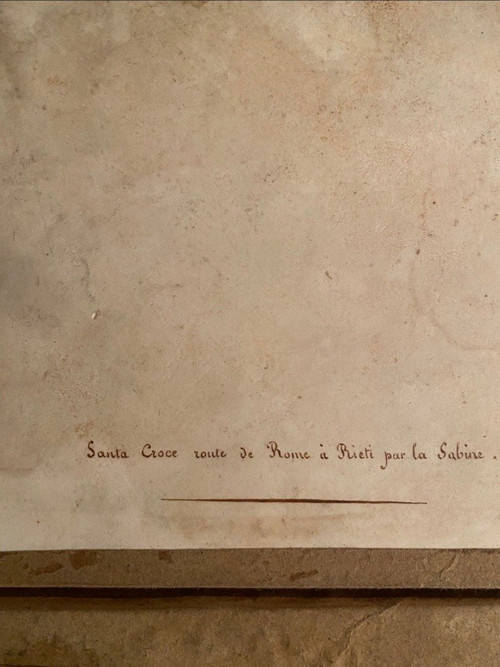 Santa Croce route de Rome à Rieti par la Sabine.